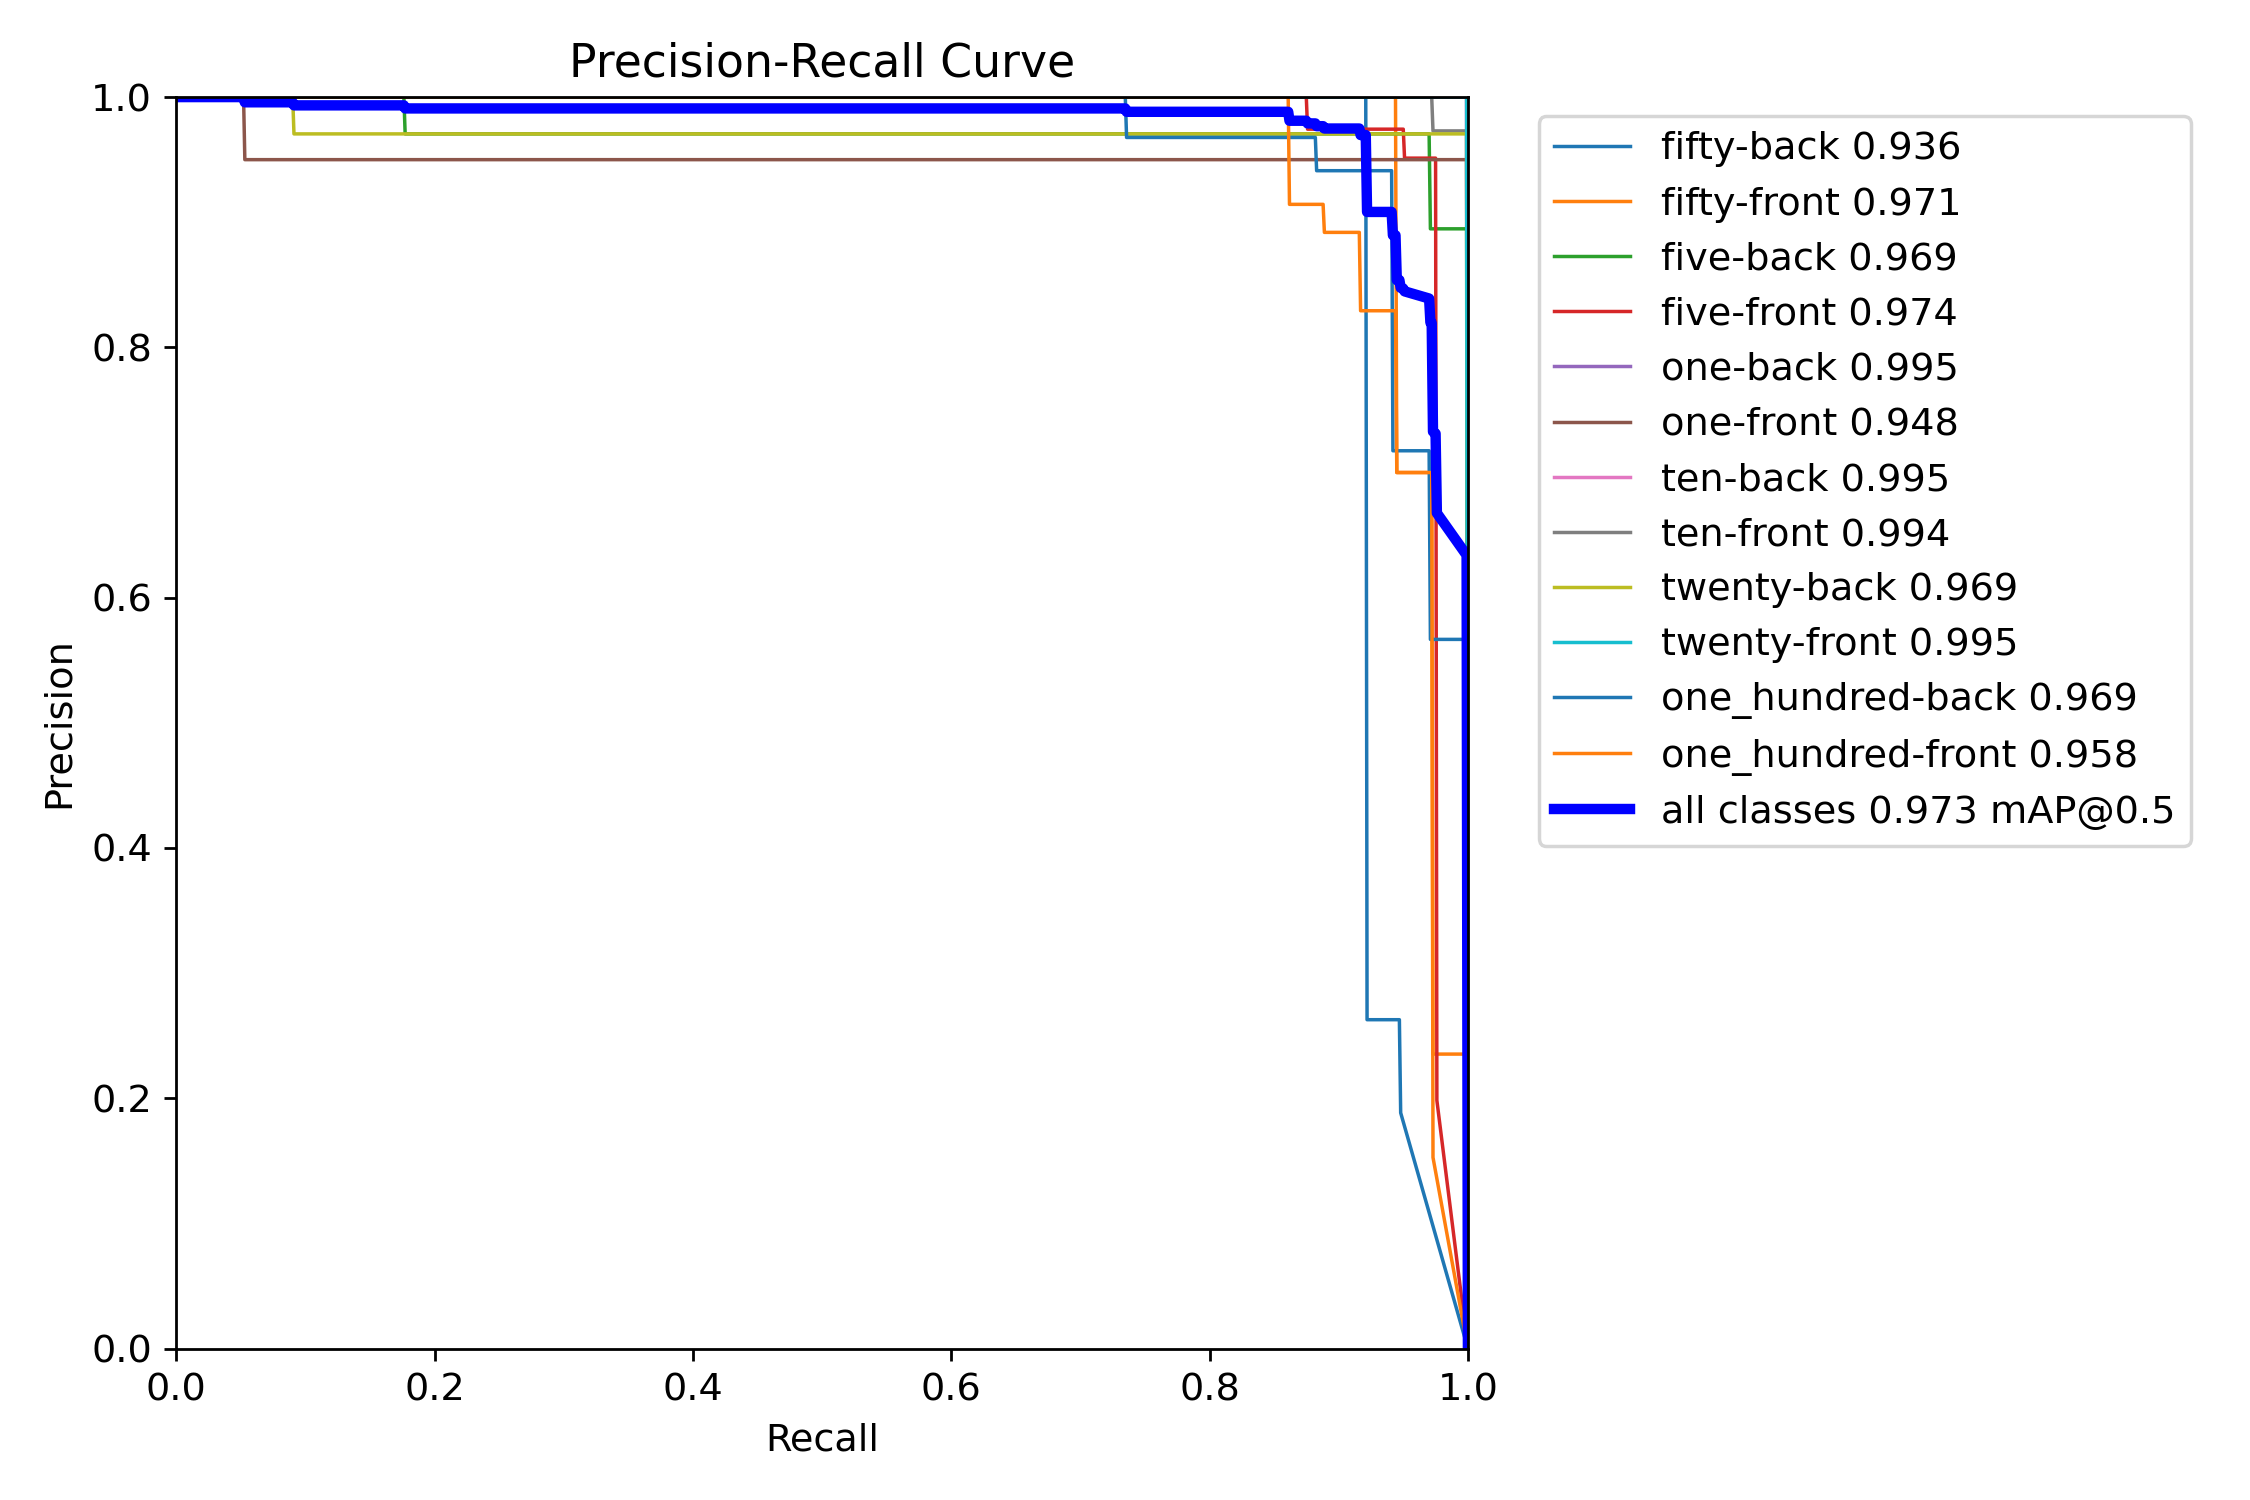 Precision-Recall Curve
1.0
0.8
0.6
0.4
0.2
0.0
Precision
0.0 0.2 0.4 0.6 0.8 1.0
Recall
fifty-back 0.936
fifty-front 0.971
five-back 0.969
five-front 0.974
one-back 0.995
one-front 0.948
ten-back 0.995
ten-front 0.994
twenty-back 0.969
twenty-front 0.995
one_hundred-back 0.969
one_hundred-front 0.958
all classes 0.973 mAP@0.5